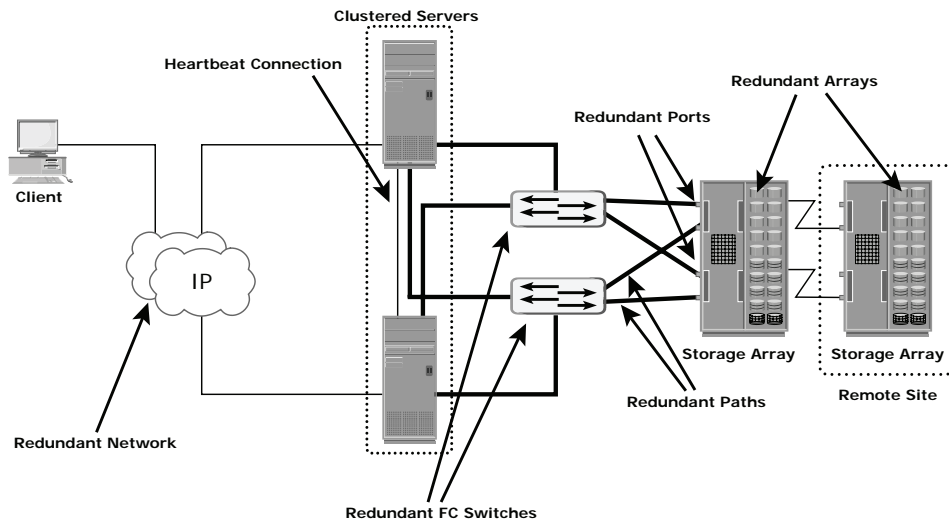 Clustered Servers
Heartbeat Connection
Redundant Arrays
Redundant Ports
Client
IP
Storage Array
Storage Array
Remote Site
Redundant Paths
Redundant Network
Redundant FC Switches